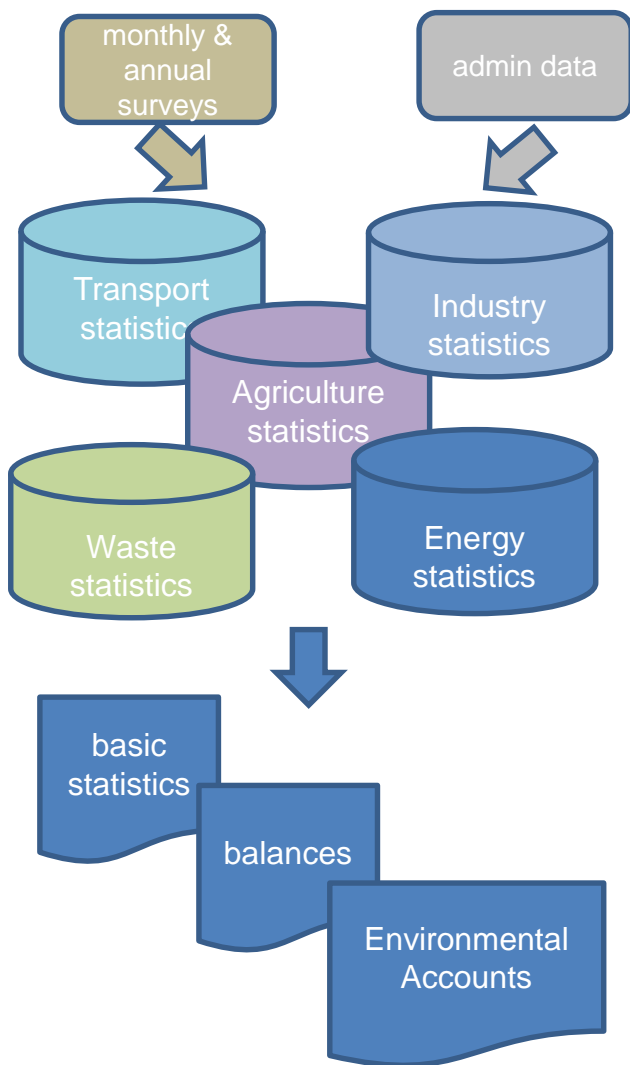 monthly &
annual
surveys
admin data
Transport
statistic
Industry
statistics
Agriculture
statistics
Waste
statistics
Energy
statistics
basic
statistics
balances
Environmental
Accounts